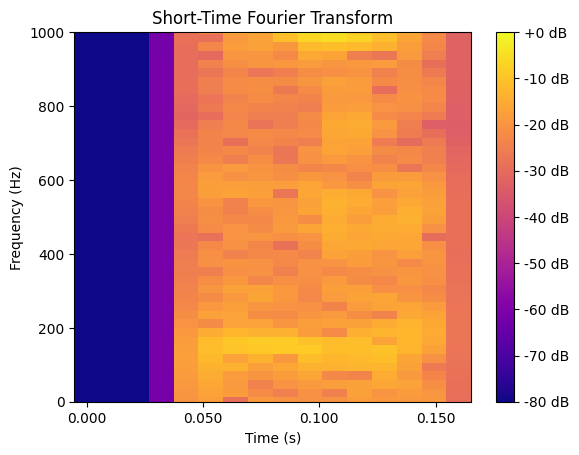 Short-Time Fourier Transform
1000
800
600
400
200
0
Frequency (Hz)
0.000
0.050
0.100
0.150
Time (s)
+0 dB
-10 dB
-20 dB
-30 dB
-40 dB
-50 dB
-60 dB
-70 dB
-80 dB